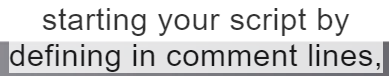 starting your script by
defining in comment lines,